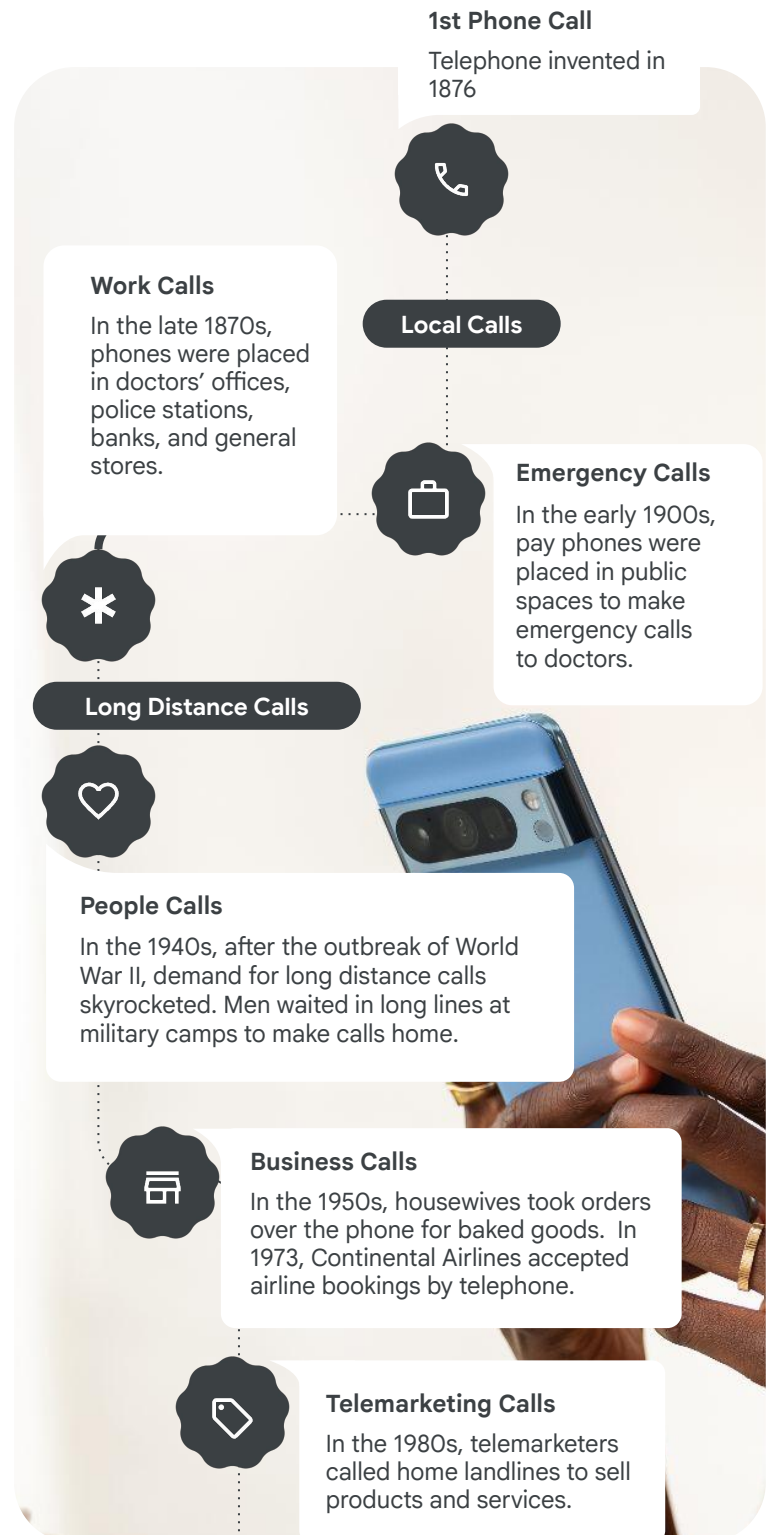 1st Phone Call
Telephone invented in
1876
Local Calls
Work Calls
In the late 1870s,
phones were placed
in doctors’ offices,
police stations,
banks, and general
stores.
Emergency Calls
In the early 1900s,
pay phones were
placed in public
spaces to make
emergency calls
to doctors.
Long Distance Calls
People Calls
In the 1940s, after the outbreak of World
War II, demand for long distance calls
skyrocketed. Men waited in long lines at
military camps to make calls home.
Business Calls
In the 1950s, housewives took orders
over the phone for baked goods.  In
1973, Continental Airlines accepted
airline bookings by telephone.
Telemarketing Calls
In the 1980s, telemarketers
called home landlines to sell
products and services.